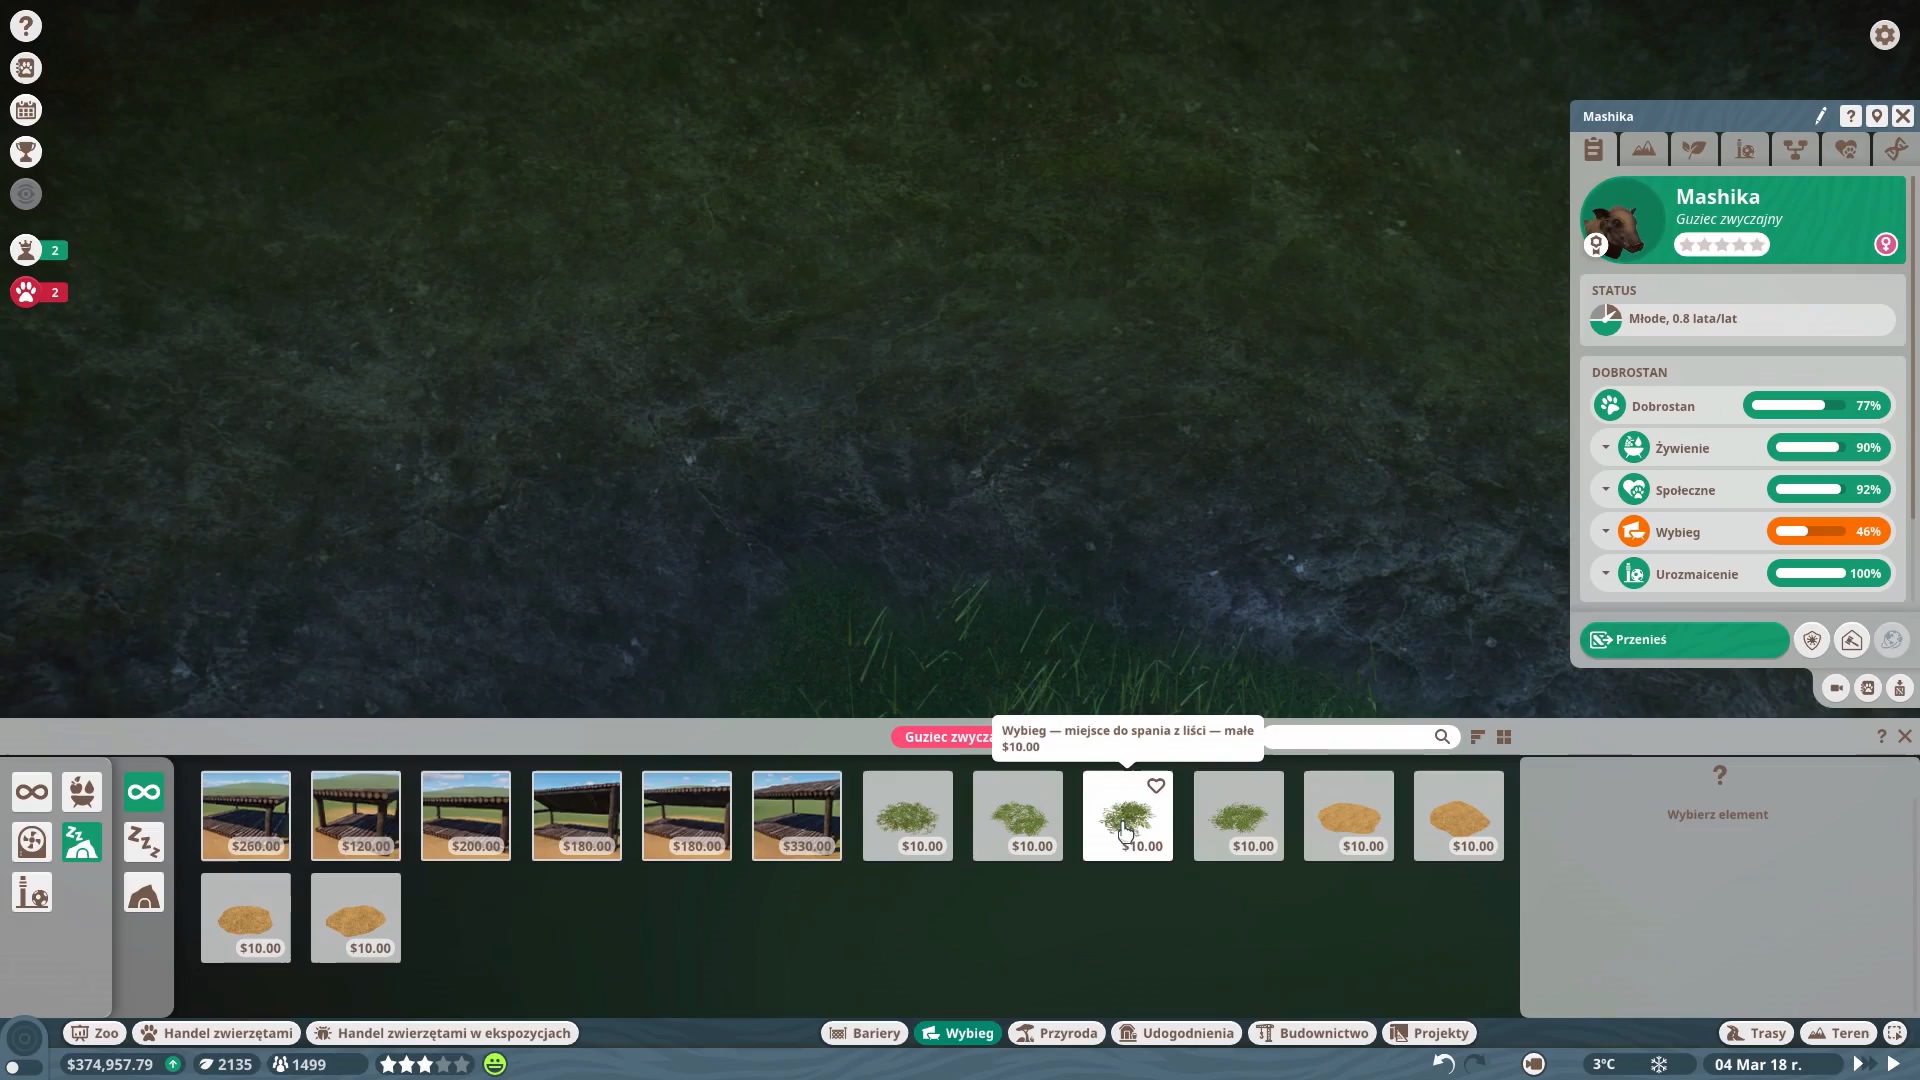 2
2
Mashika
Mashika
Guziec zwyczajny
STATUS
Młode, 0.8 lata/lat
DOBROSTAN
Dobrostan 77%
Żywienie 90%
Społeczne 92%
Wybieg 46%
Urozmaicenie 100%
Przenieś
Guziec zwycza
Wybieg — miejsce do spania z liści — małe
$10.00
$260.00 $120.00 $200.00 $180.00 $180.00 $330.00 $10.00 $10.00 $10.00 $10.00 $10.00 $10.00
$10.00 $10.00
Wybierz element
Zoo Handel zwierzętami Handel zwierzętami w ekspozycjach Bariery Wybieg Przyroda Udogodnienia Budownictwo Projekty Trasy Teren
$374,957.79 2135 1499 3°C 04 Mar 18 r.